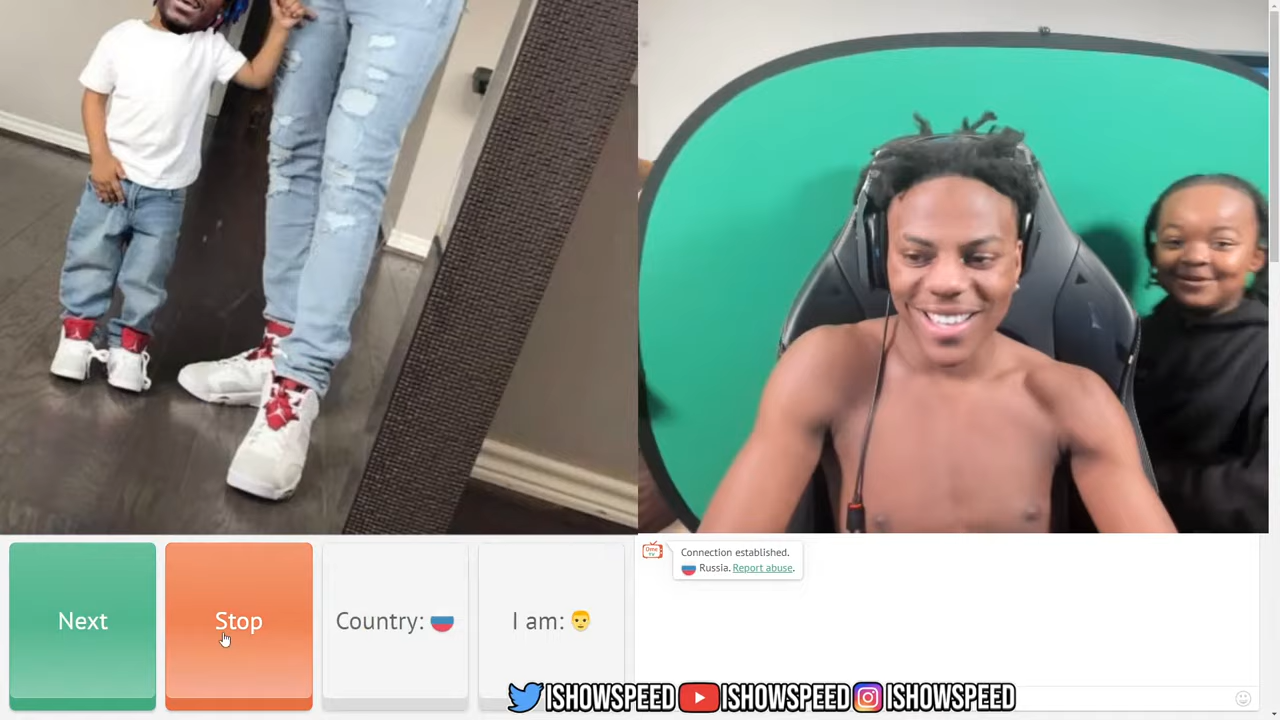 Connection established.
Russia. Report abuse.
Next
Stop
Country:
I am:
ISHOWSPEED ISHOWSPEED ISHOWSPEED